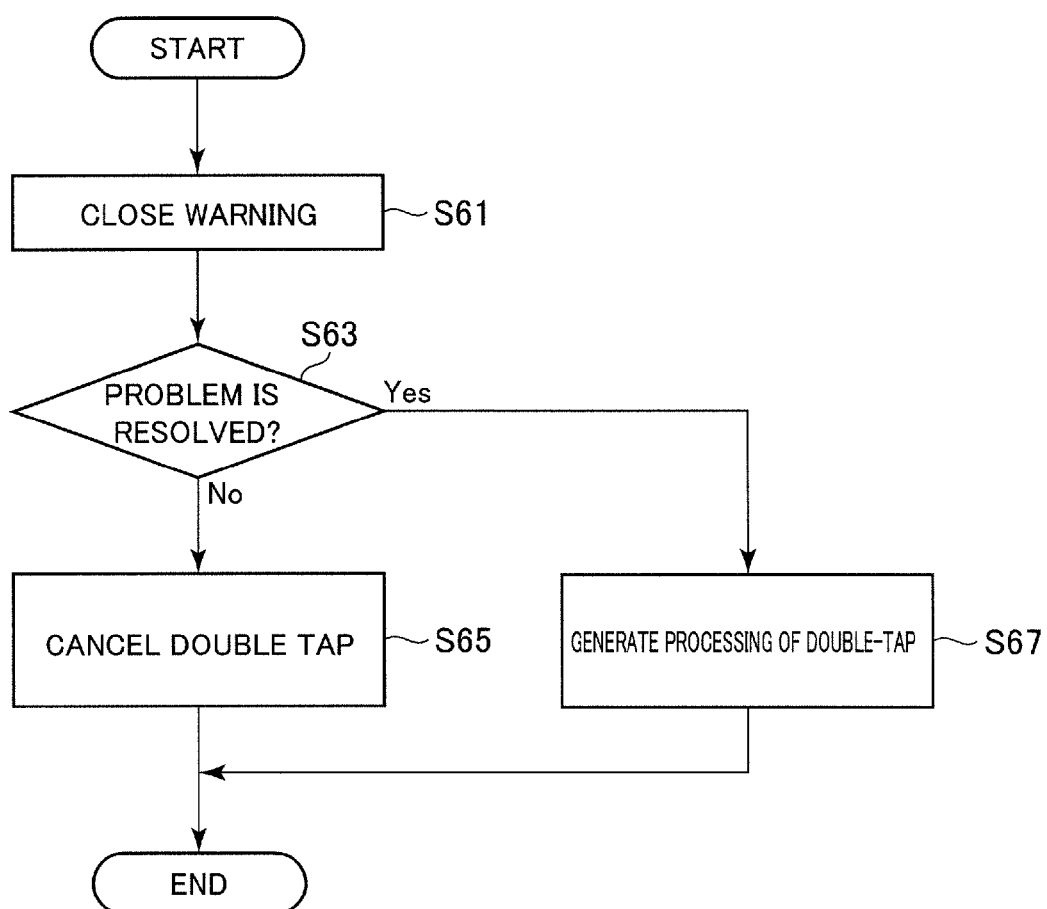 START
CLOSE WARNING
S61
S63
PROBLEM IS
RESOLVED?
Yes
No
CANCEL DOUBLE TAP
S65
GENERATE PROCESSING OF DOUBLE-TAP
S67
END